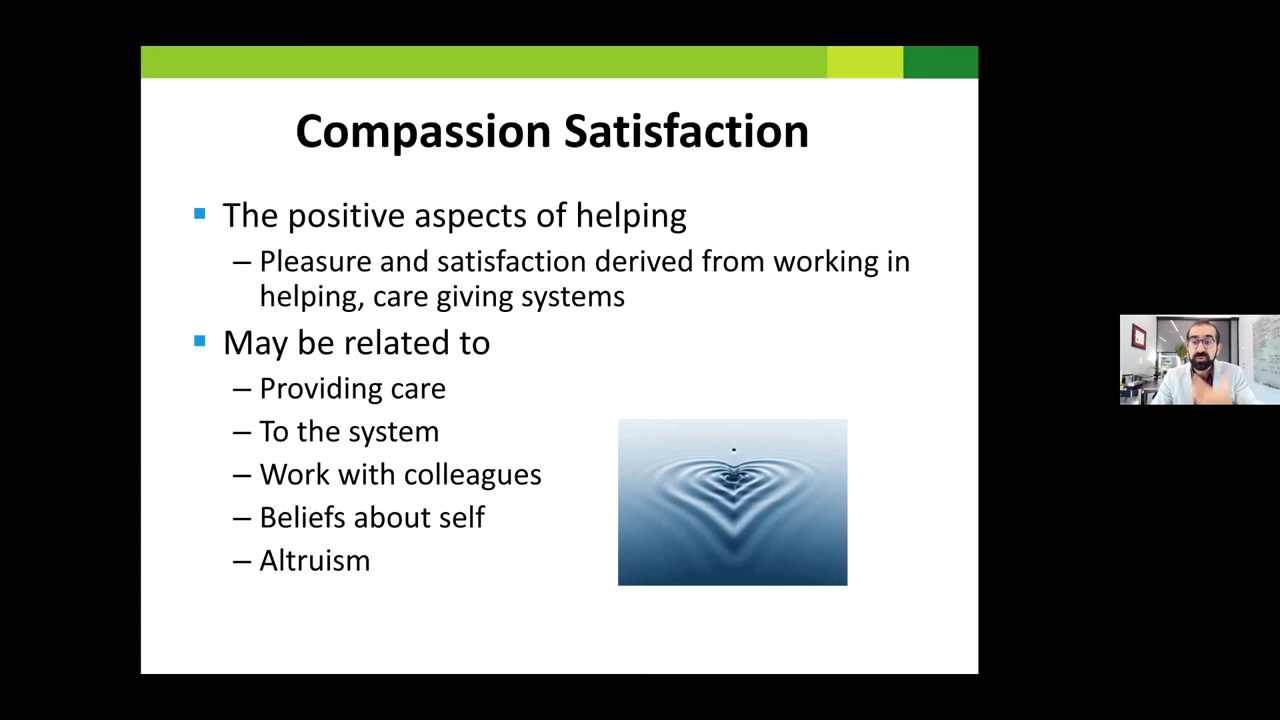 Compassion Satisfaction
▪ The positive aspects of helping
– Pleasure and satisfaction derived from working in
helping, care giving systems
▪ May be related to
– Providing care
– To the system
– Work with colleagues
– Beliefs about self
– Altruism